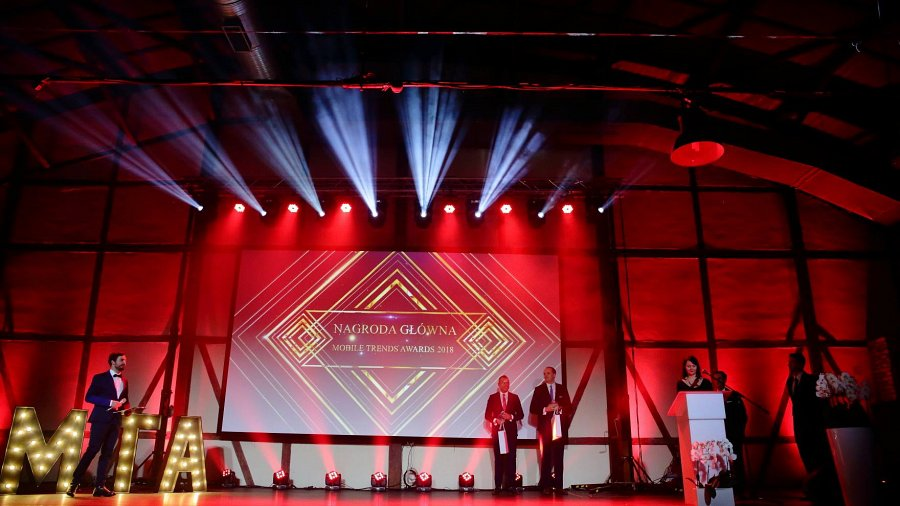 NAGRODA GŁÓWNA
MOBILE TRENDS AWARDS 2018
MTA